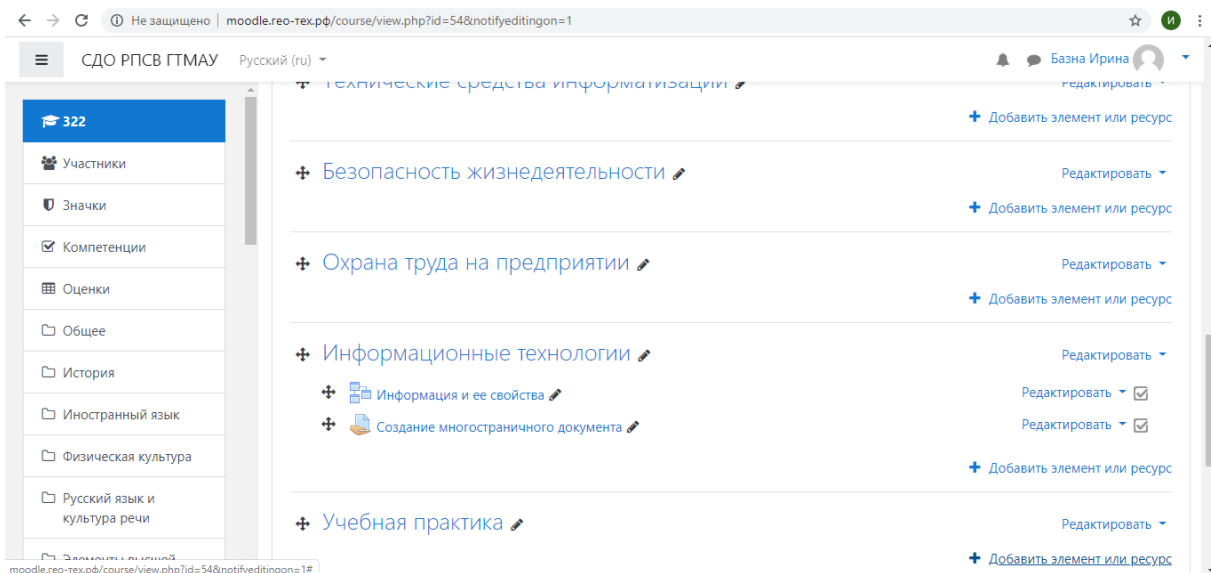 Не защищено | moodle.гео-тех.рф/course/view.php?id=54&notifyeditingon=1
И
СДО РПСВ ГТМАУ Русский (ru)
Базна Ирина
Технические средства информатизации
Редактировать
Добавить элемент или ресурс
322
Участники
Значки
Компетенции
Оценки
Общее
История
Иностранный язык
Физическая культура
Русский язык и
культура речи
Элементы высшей
Безопасность жизнедеятельности
Редактировать
Добавить элемент или ресурс
Охрана труда на предприятии
Редактировать
Добавить элемент или ресурс
Информационные технологии
Редактировать
Информация и ее свойства
Редактировать
Создание многостраничного документа
Редактировать
Добавить элемент или ресурс
Учебная практика
Редактировать
Добавить элемент или ресурс
moodle.гео-тех.рф/course/view.php?id=54&notifyeditingon=1#